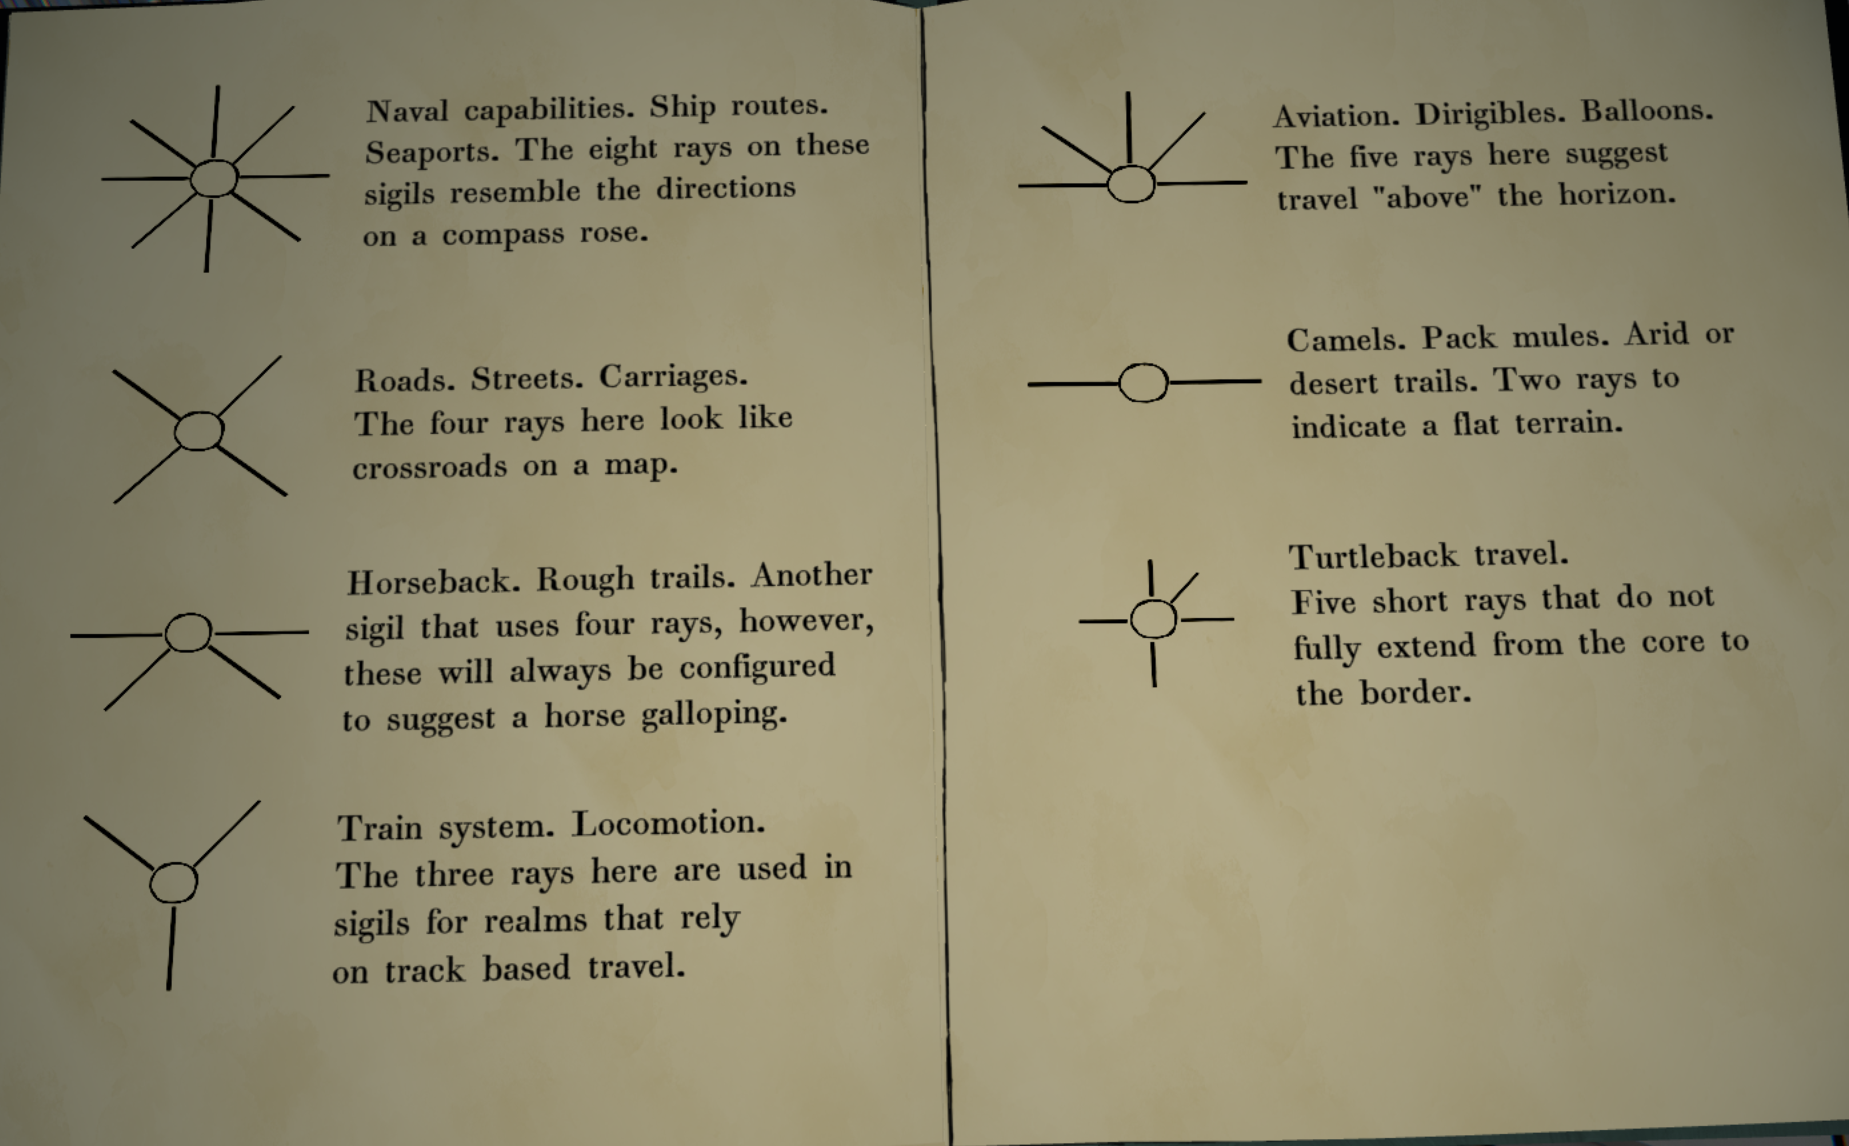 Naval capabilities. Ship routes.
Seaports. The eight rays on these
sigils resemble the directions
on a compass rose.
Roads. Streets. Carriages.
The four rays here look like
crossroads on a map.
Horseback. Rough trails. Another
sigil that uses four rays, however,
these will always be configured
to suggest a horse galloping.
Train system. Locomotion.
The three rays here are used in
sigils for realms that rely
on track based travel.
Aviation. Dirigibles. Balloons.
The five rays here suggest
travel "above" the horizon.
Camels. Pack mules. Arid or
desert trails. Two rays to
indicate a flat terrain.
Turtleback travel.
Five short rays that do not
fully extend from the core to
the border.